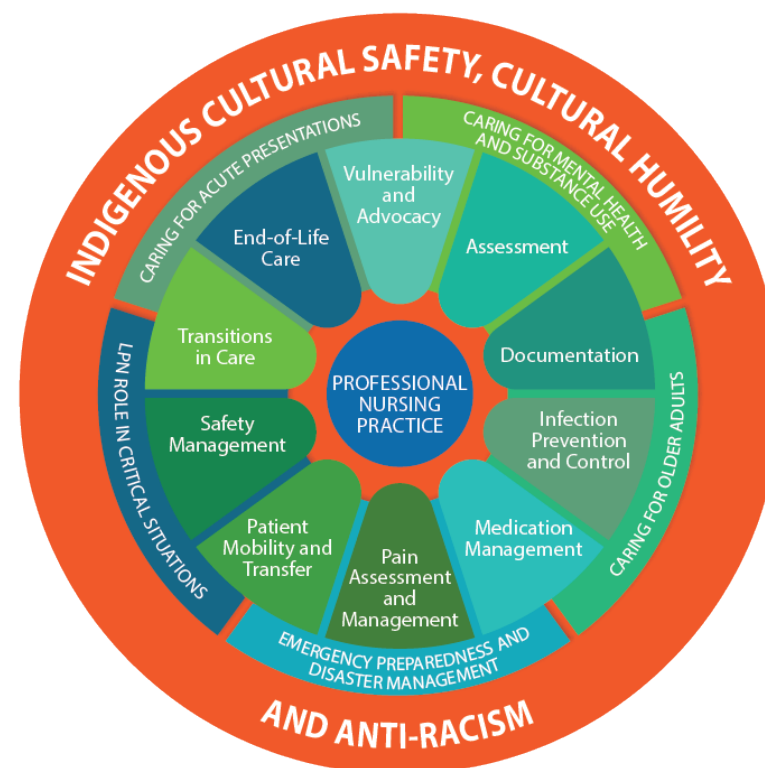 INDIGENOUS CULTURAL SAFETY, CULTURAL HUMILITY
AND ANTI-RACISM
CARING FOR ACUTE PRESENTATIONS
CARING FOR MENTAL HEALTH
AND SUBSTANCE USE
CARING FOR OLDER ADULTS
EMERGENCY PREPAREDNESS AND
DISASTER MANAGEMENT
LPN ROLE IN CRITICAL SITUATIONS
Vulnerability
and
Advocacy
Assessment
Documentation
Infection
Prevention
and Control
Medication
Management
Pain
Assessment
and
Management
Patient
Mobility and
Transfer
Safety
Management
Transitions
in Care
End-of-Life
Care
PROFESSIONAL
NURSING
PRACTICE